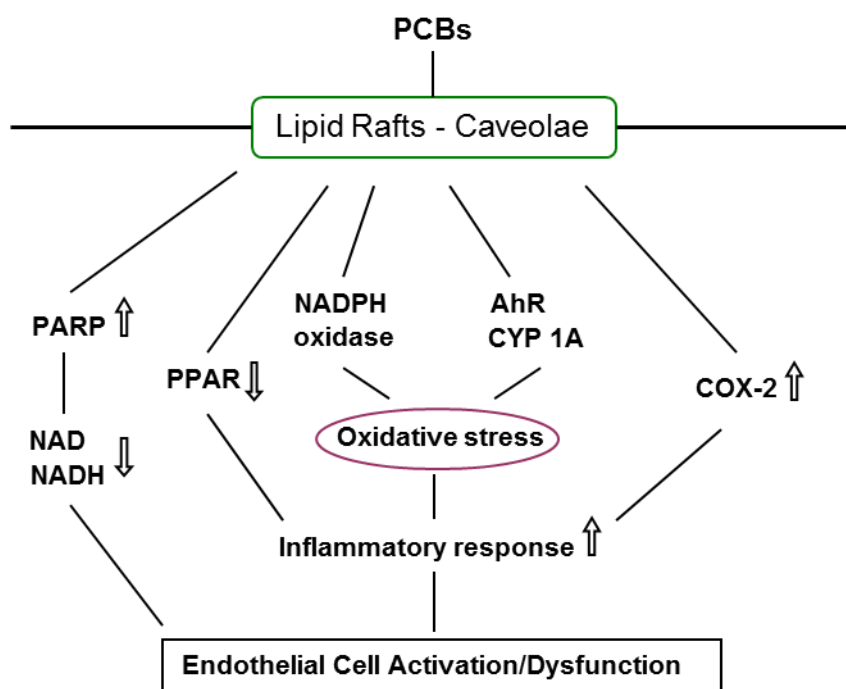 PCBs
Lipid Rafts - Caveolae
PARP
NADPH
oxidase
AhR
CYP 1A
PPAR
COX-2
NAD
NADH
Oxidative stress
Inflammatory response
Endothelial Cell Activation/Dysfunction